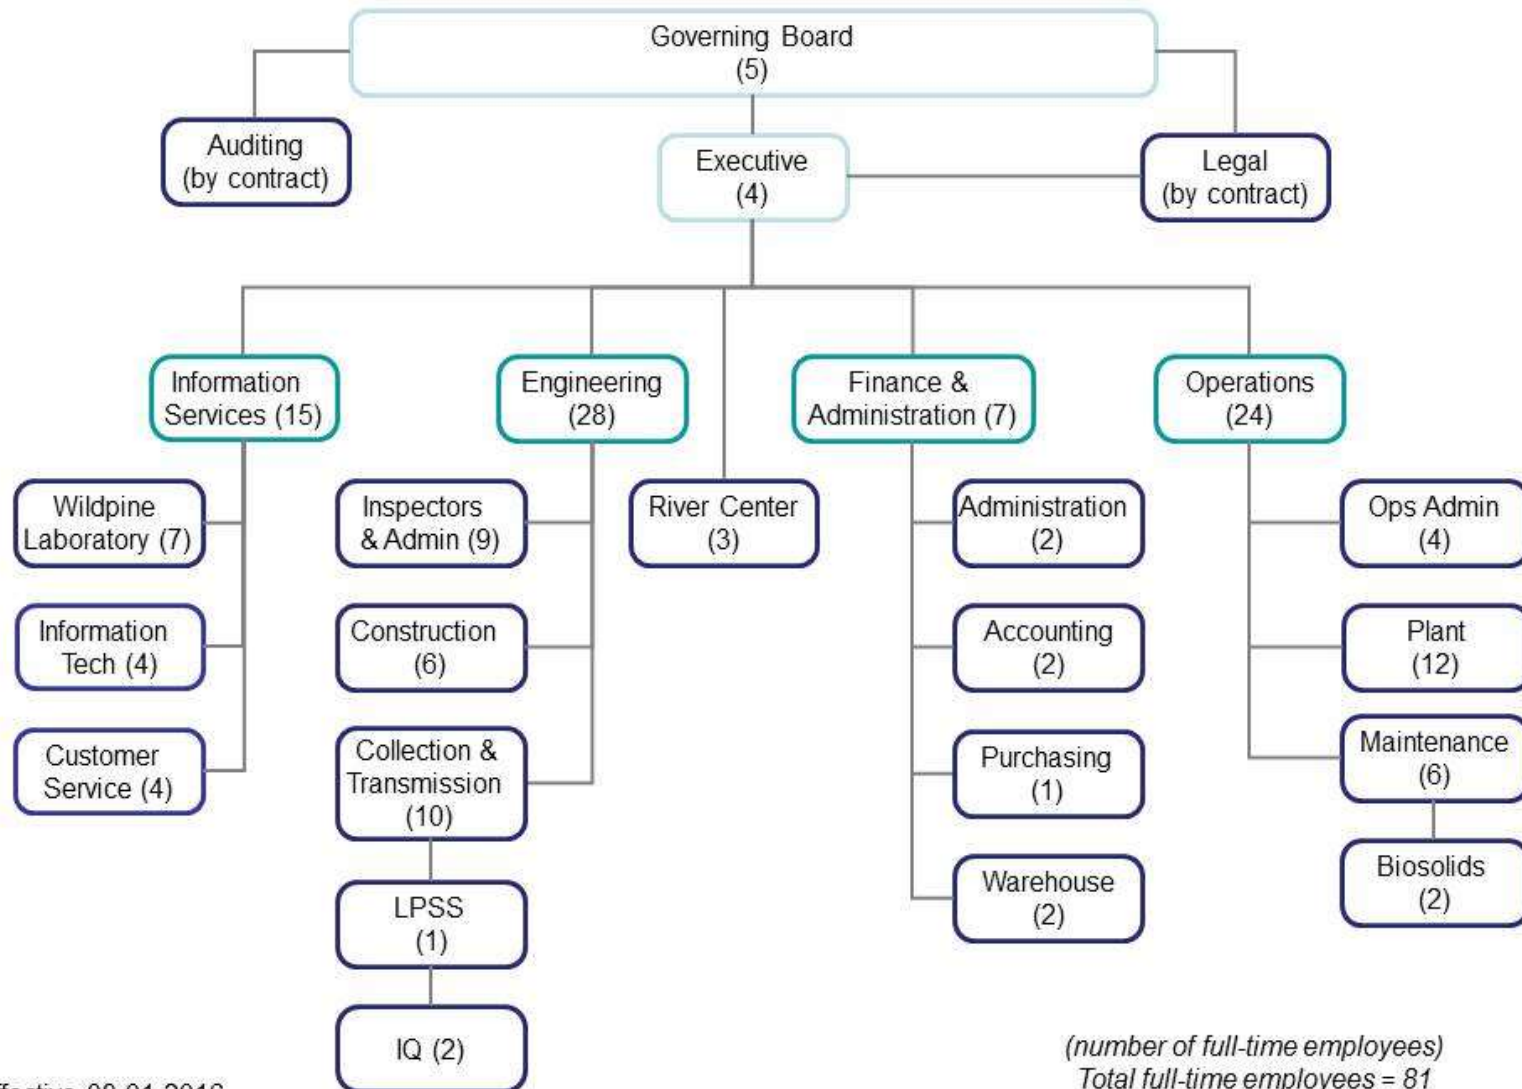 Governing Board
(5)
Auditing
(by contract)
Executive
(4)
Legal
(by contract)
Information
Services (15)
Engineering
(28)
Finance &
Administration (7)
Operations
(24)
Wildpine
Laboratory (7)
Inspectors
& Admin (9)
River Center
(3)
Administration
(2)
Ops Admin
(4)
Information
Tech (4)
Construction
(6)
Accounting
(2)
Plant
(12)
Customer
Service (4)
Collection &
Transmission
(10)
Purchasing
(1)
Maintenance
(6)
LPSS
(1)
Warehouse
(2)
Biosolids
(2)
IQ (2)
(number of full-time employees)
Total full-time employees = 81